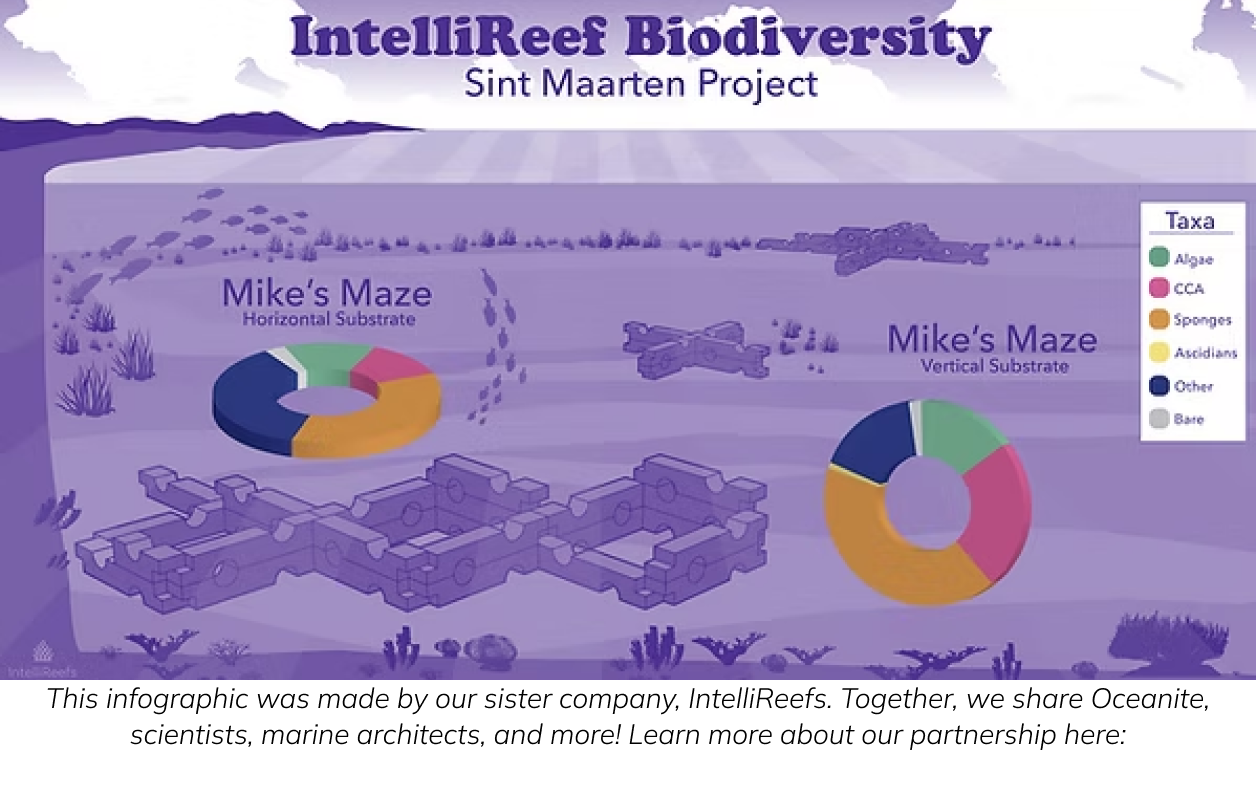 IntelliReef Biodiversity
Sint Maarten Project
Taxa
Algae
CCA
Sponges
Ascidians
Other
Bare
Mike's Maze
Horizontal Substrate
Mike's Maze
Vertical Substrate
IntelliReefs
This infographic was made by our sister company, IntelliReefs. Together, we share Oceanite,
scientists, marine architects, and more! Learn more about our partnership here: